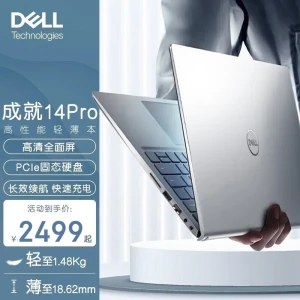 DELL
Technologies
成就14Pro
高性能轻薄本
高清全面屏
PCIe固态硬盘
长效续航 快速充电
活动到手价:
¥2499起
轻至1.48Kg
薄至18.62mm
DELL